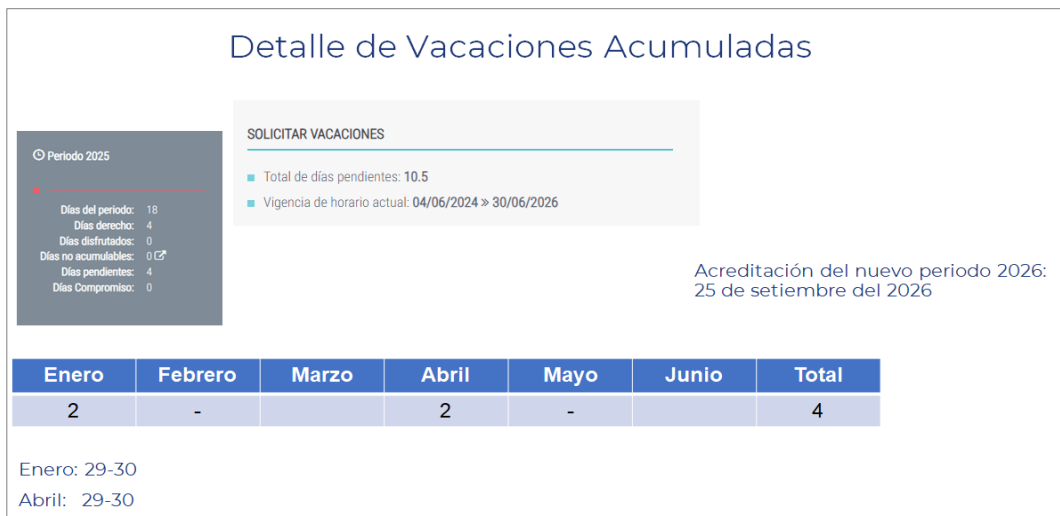 Detalle de Vacaciones Acumuladas
SOLICITAR VACACIONES
Total de días pendientes: 10.5
Vigencia de horario actual: 04/06/2024 » 30/06/2026
Periodo 2025
Días del periodo: 18
Días derecho: 4
Días disfrutados: 0
Días no acumulables: 0
Días pendientes: 4
Días Compromiso: 0
Acreditación del nuevo periodo 2026:
25 de setiembre del 2026
Enero Febrero Marzo Abril Mayo Junio Total
2 - 2 - 4
Enero: 29-30
Abril: 29-30